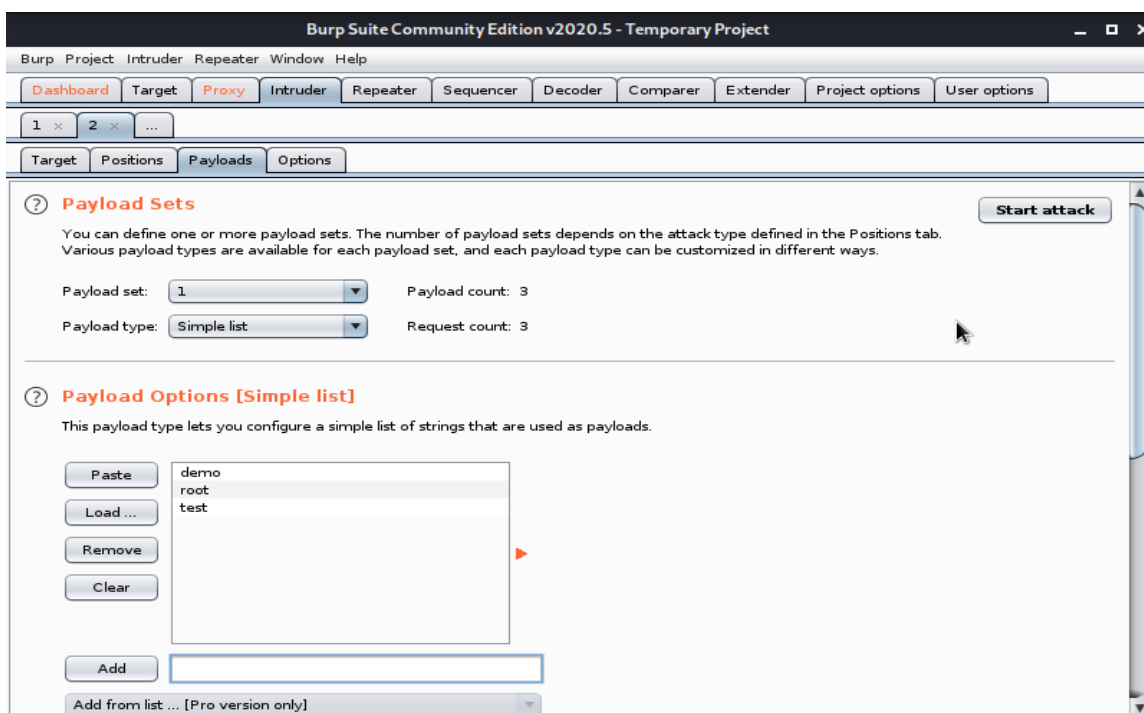 Burp Suite Community Edition v2020.5 - Temporary Project
Burp Project Intruder Repeater Window Help
Dashboard Target Proxy Intruder Repeater Sequencer Decoder Comparer Extender Project options User options
1 × 2 × ...
Target Positions Payloads Options
? Payload Sets
Start attack
You can define one or more payload sets. The number of payload sets depends on the attack type defined in the Positions tab.
Various payload types are available for each payload set, and each payload type can be customized in different ways.
Payload set: 1 Payload count: 3
Payload type: Simple list Request count: 3
? Payload Options [Simple list]
This payload type lets you configure a simple list of strings that are used as payloads.
Paste
demo
root
Load ...
test
Remove
Clear
Add
Add from list ... [Pro version only]